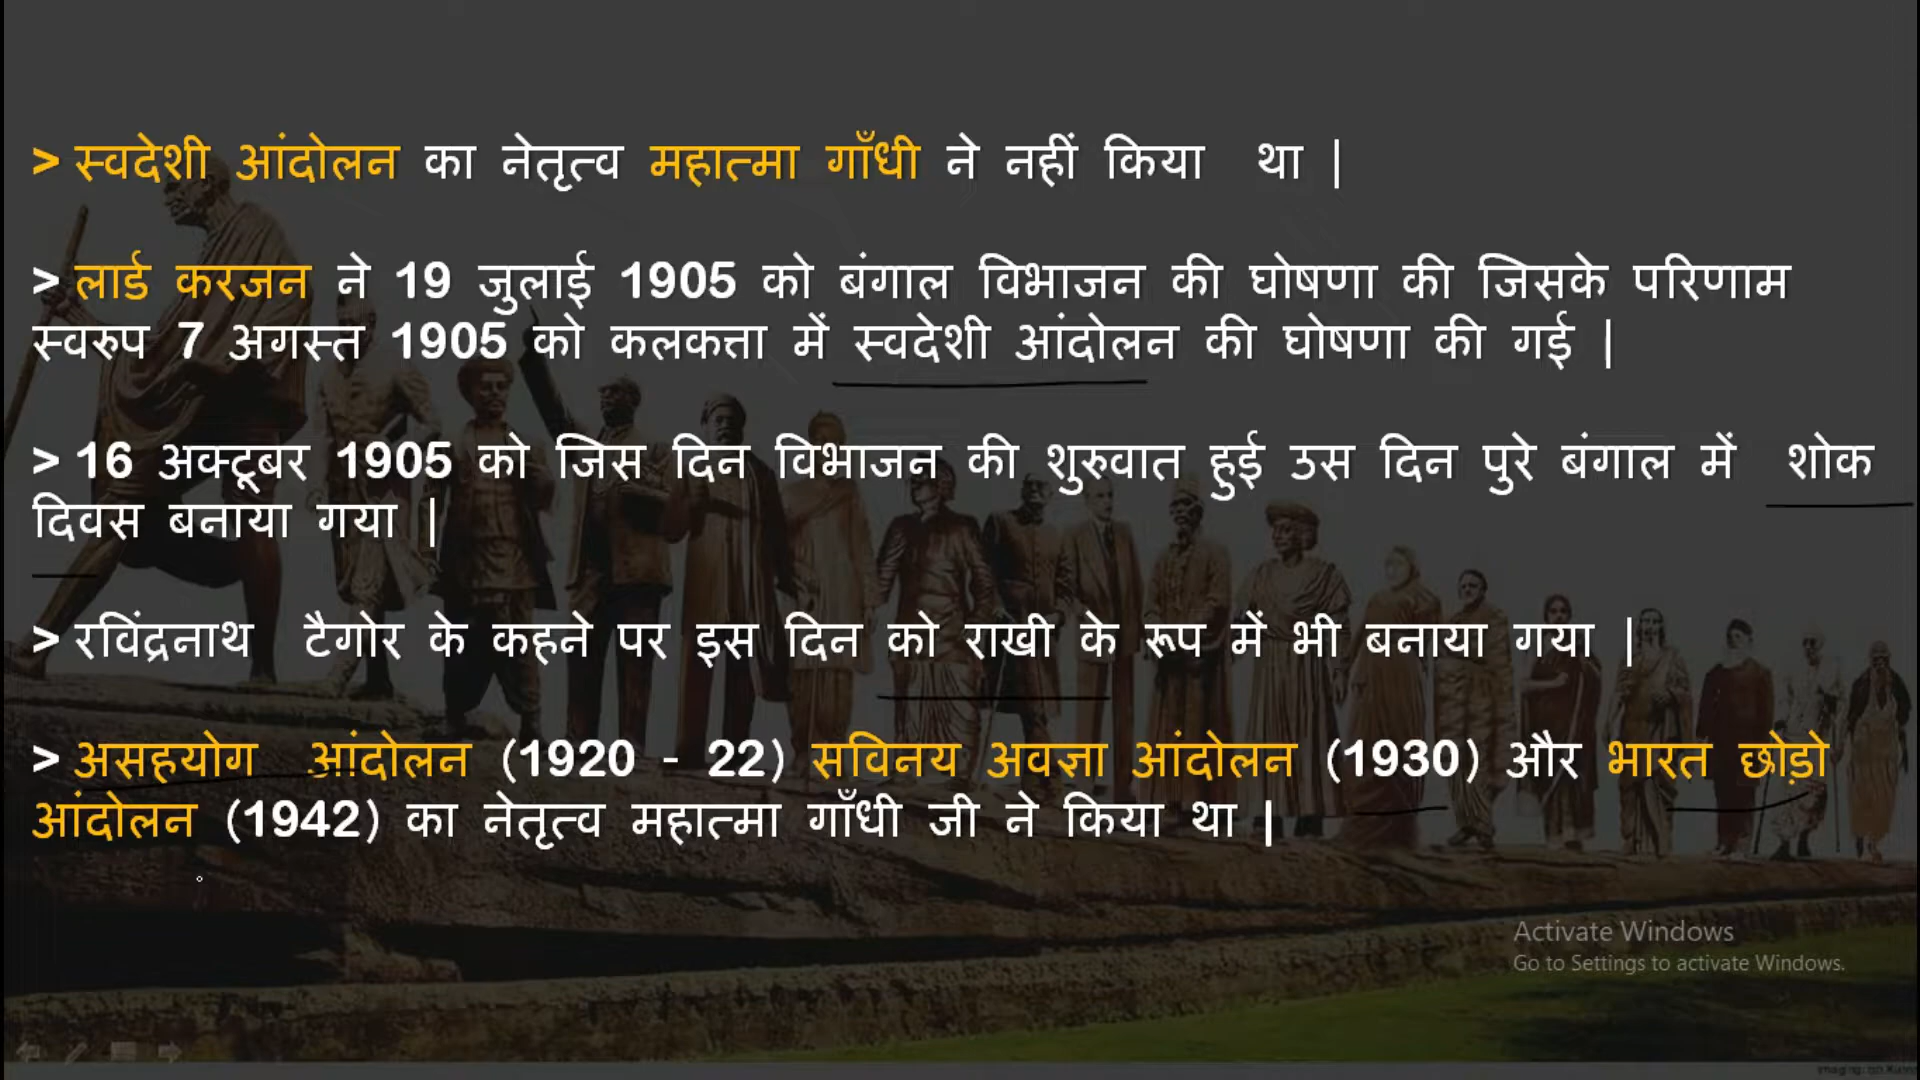 > स्वदेशी आंदोलन का नेतृत्व महात्मा गाँधी ने नहीं किया था |
> लार्ड करजन ने 19 जुलाई 1905 को बंगाल विभाजन की घोषणा की जिसके परिणाम
स्वरुप 7 अगस्त 1905 को कलकत्ता में स्वदेशी आंदोलन की घोषणा की गई |
> 16 अक्टूबर 1905 को जिस दिन विभाजन की शुरुवात हुई उस दिन पुरे बंगाल में शोक
दिवस बनाया गया |
> रविंद्रनाथ टैगोर के कहने पर इस दिन को राखी के रूप में भी बनाया गया |
> असहयोग आंदोलन (1920 - 22) सविनय अवज्ञा आंदोलन (1930) और भारत छोड़ो
आंदोलन (1942) का नेतृत्व महात्मा गाँधी जी ने किया था |
Activate Windows
Go to Settings to activate Windows.